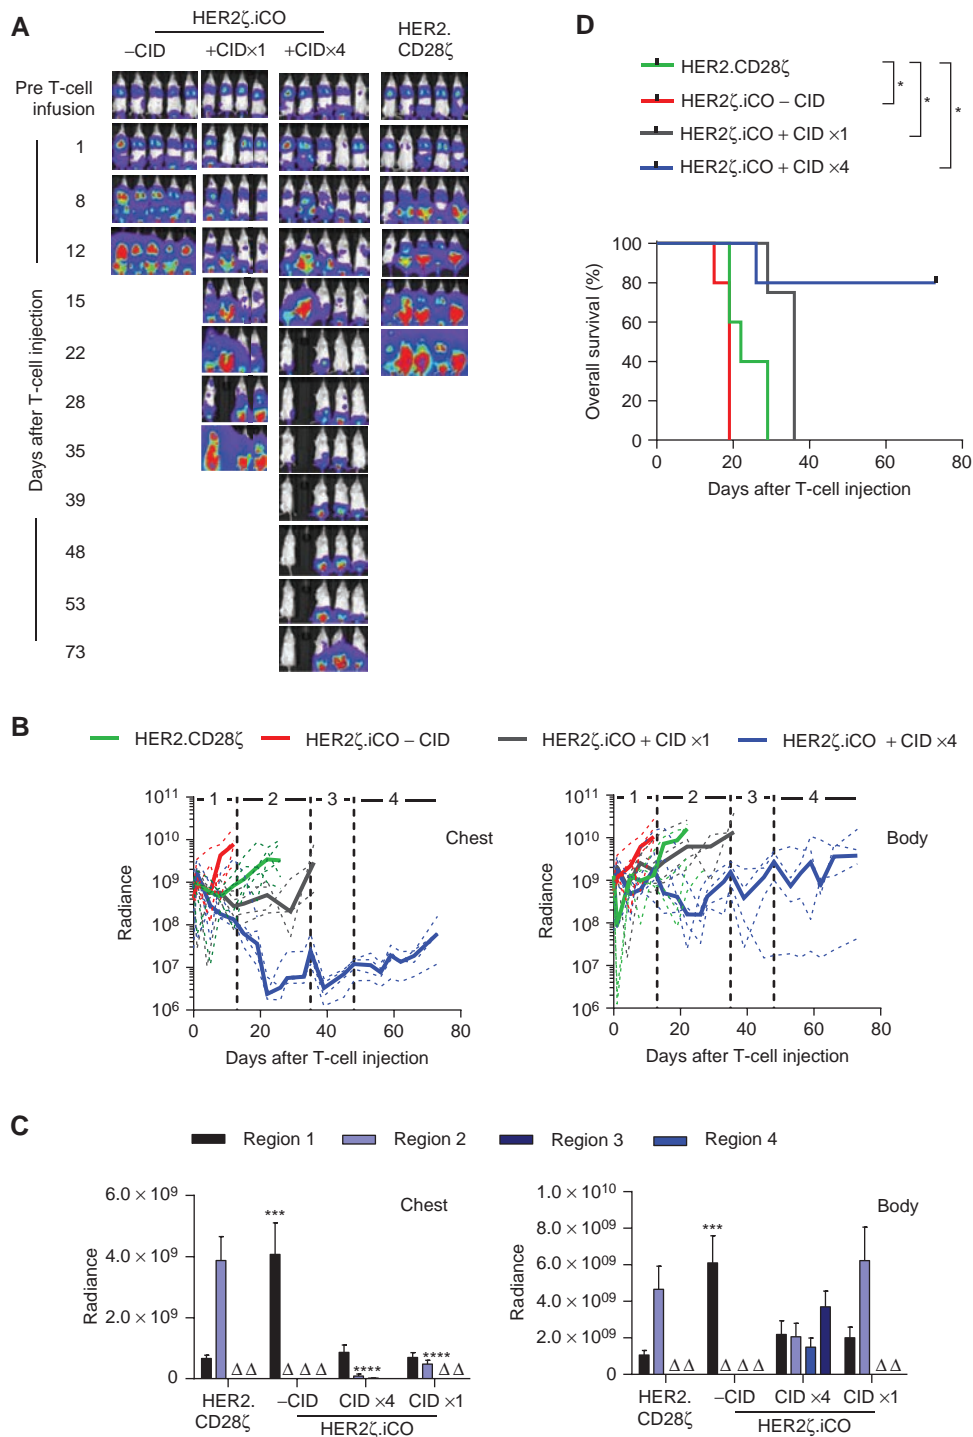 A
HER2ζ.iCO
HER2.
CD28ζ
–CID
+CID×1
+CID×4
Pre T-cell
infusion
1
8
12
15
22
28
35
39
48
53
73
Days after T-cell injection
D
HER2.CD28ζ
HER2ζ.iCO – CID
HER2ζ.iCO + CID ×1
HER2ζ.iCO + CID ×4
* * *
Overall survival (%)
100
80
60
40
20
0
0 20 40 60 80
Days after T-cell injection
B
HER2.CD28ζ HER2ζ.iCO – CID HER2ζ.iCO + CID ×1 HER2ζ.iCO + CID ×4
Radiance
10¹¹
10¹⁰
10⁹
10⁸
10⁷
10⁶
1 2 3 4
Chest
0 20 40 60 80
Days after T-cell injection
Radiance
10¹¹
10¹⁰
10⁹
10⁸
10⁷
10⁶
1 2 3 4
Body
0 20 40 60 80
Days after T-cell injection
C
Region 1 Region 2 Region 3 Region 4
Radiance
6.0 × 10⁹
4.0 × 10⁹
2.0 × 10⁹
0
Chest
***
**** ****
Δ Δ Δ Δ Δ Δ Δ
HER2.
CD28ζ
–CID CID ×4 CID ×1
HER2ζ.iCO
Radiance
1.0 × 10¹⁰
8.0 × 10⁰⁹
6.0 × 10⁰⁹
4.0 × 10⁰⁹
2.0 × 10⁰⁹
0
Body
***
Δ Δ Δ Δ Δ Δ Δ
HER2.
CD28ζ
–CID CID ×4 CID ×1
HER2ζ.iCO